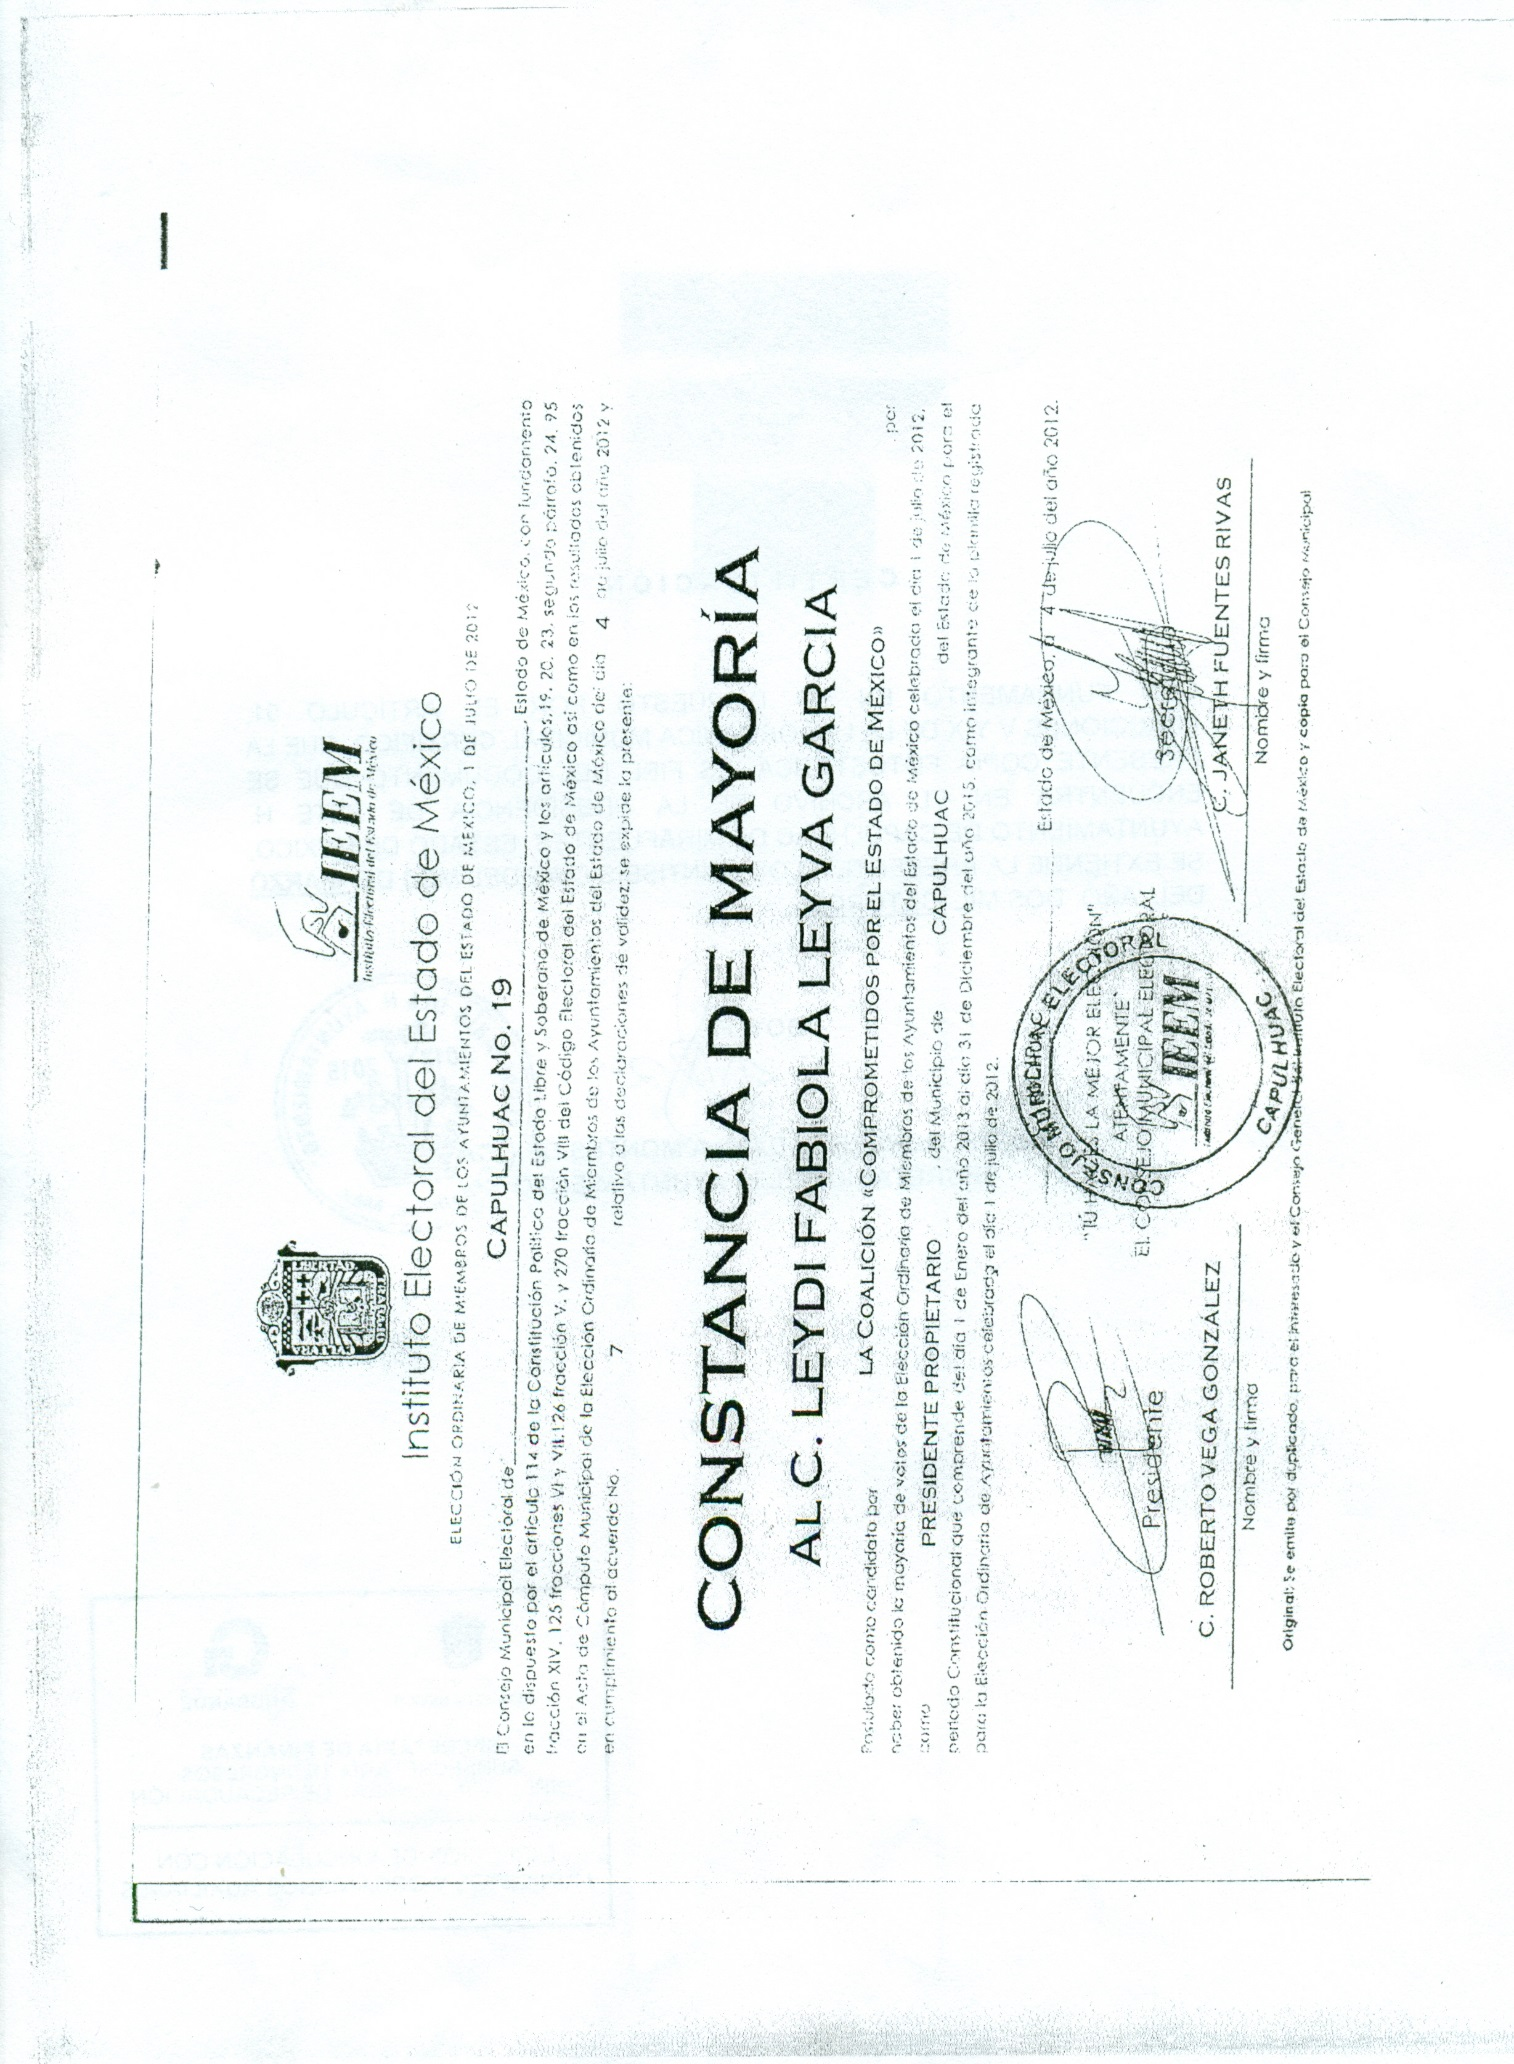 IEEM
Instituto Electoral del Estado de México
Instituto Electoral del Estado de México
ELECCIÓN ORDINARIA DE MIEMBROS DE LOS AYUNTAMIENTOS DEL ESTADO DE MÉXICO, 1 DE JULIO DE 2012
CAPULHUAC No. 19
El Consejo Municipal Electoral de , Estado de México, con fundamento
en lo dispuesto por el artículo 114 de la Constitución Política del Estado Libre y Soberano de México y los artículos,19, 20, 23, segundo párrafo, 24, 95
fracción XIV, 125 fracciones VI y VII,126 fracción V, y 270 fracción VIII del Código Electoral del Estado de México así como en los resultados obtenidos
en el Acta de Cómputo Municipal de la Elección Ordinaria de Miembros de los Ayuntamientos del Estado de México del día 4 de julio del año 2012 y
en cumplimiento al acuerdo No. 7 relativo a las declaraciones de validez; se expide la presente:
CONSTANCIA DE MAYORÍA
AL C. LEYDI FABIOLA LEYVA GARCIA
Postulado como candidato por LA COALICIÓN «COMPROMETIDOS POR EL ESTADO DE MÉXICO» , por
haber obtenido la mayoría de votos de la Elección Ordinaria de Miembros de los Ayuntamientos del Estado de México celebrada el día 1 de julio de 2012,
como PRESIDENTE PROPIETARIO , del Municipio de CAPULHUAC del Estado de México para el
periodo Constitucional que comprende del día 1 de Enero del año 2013 al día 31 de Diciembre del año 2015, como integrante de la planilla registrada
para la Elección Ordinaria de Ayuntamientos celebrada el día 1 de julio de 2012.
Estado de México, a 4 de julio del año 2012.
"TÚ HACES LA MEJOR ELECCIÓN"
ATENTAMENTE
EL CONSEJO MUNICIPAL ELECTORAL
CONSEJO MUNICIPAL ELECTORAL
IEEM
CAPULHUAC
Presidente
C. ROBERTO VEGA GONZÁLEZ
Nombre y firma
Secretario
C. JANETH FUENTES RIVAS
Nombre y firma
Original: Se emite por duplicado, para el interesado y el Consejo General del Instituto Electoral del Estado de México y copia para el Consejo Municipal